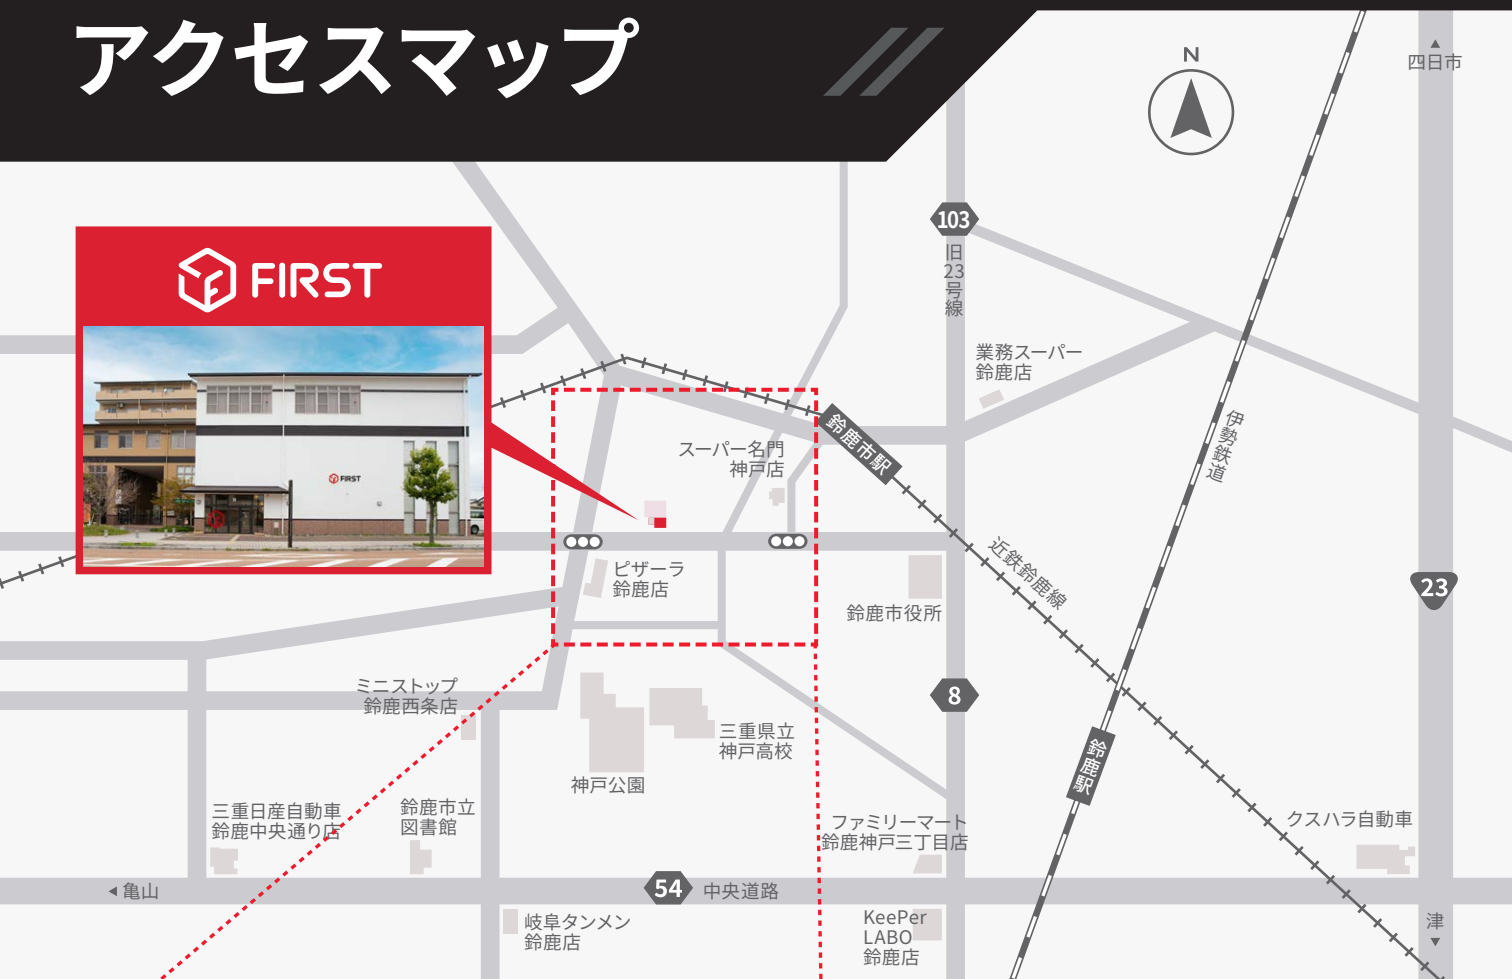 アクセスマップ
N
四日市
103
旧
23
号
線
FIRST
業務スーパー
鈴鹿店
FIRST
鈴鹿市駅
伊勢鉄道
スーパー名門
神戸店
近鉄鈴鹿線
ピザーラ
鈴鹿店
鈴鹿市役所
23
ミニストップ
鈴鹿西条店
8
三重県立
神戸高校
鈴鹿駅
神戸公園
三重日産自動車
鈴鹿中央通り店
鈴鹿市立
図書館
ファミリーマート
鈴鹿神戸三丁目店
クスハラ自動車
亀山
54
中央道路
岐阜タンメン
鈴鹿店
KeePer
LABO
鈴鹿店
津